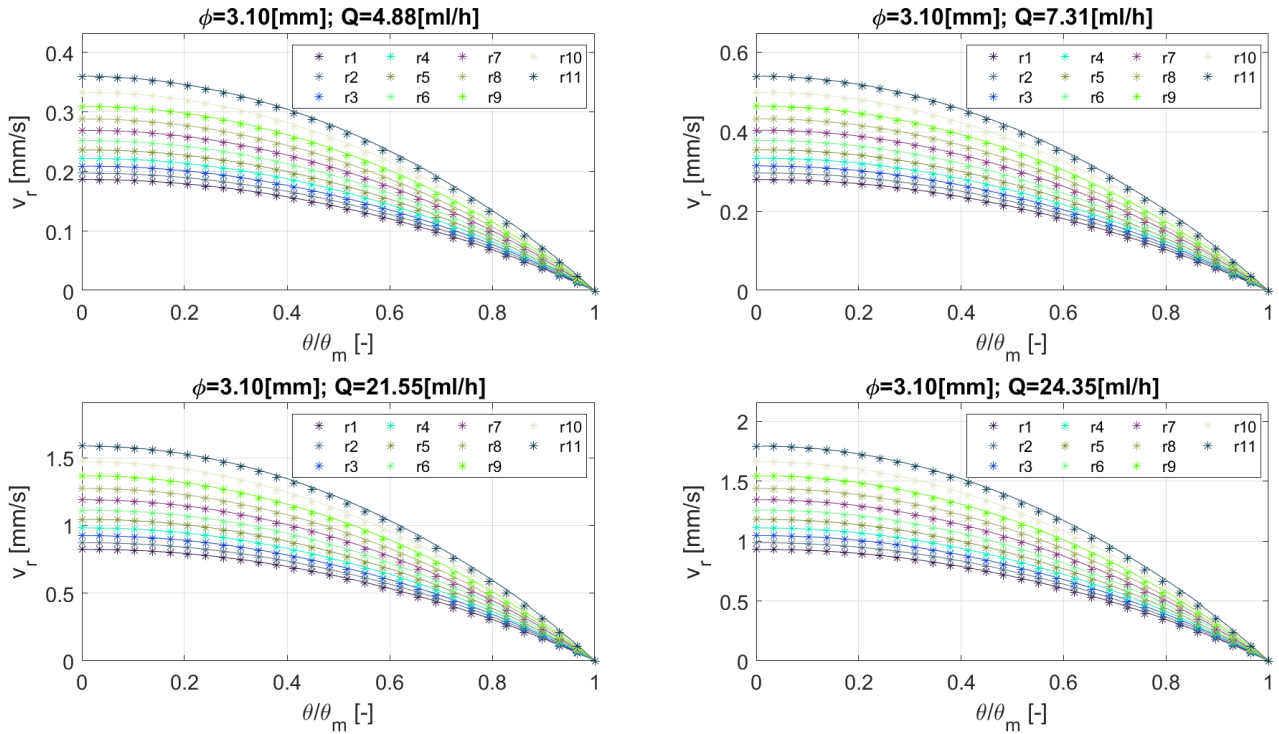 ϕ=3.10[mm]; Q=4.88[ml/h]
v_r [mm/s]
0.4
0.3
0.2
0.1
0
r1 r4 r7 r10
r2 r5 r8 r11
r3 r6 r9
0 0.2 0.4 0.6 0.8 1
θ/θ_m [-]
ϕ=3.10[mm]; Q=7.31[ml/h]
v_r [mm/s]
0.6
0.4
0.2
0
r1 r4 r7 r10
r2 r5 r8 r11
r3 r6 r9
0 0.2 0.4 0.6 0.8 1
θ/θ_m [-]
ϕ=3.10[mm]; Q=21.55[ml/h]
v_r [mm/s]
1.5
1
0.5
0
r1 r4 r7 r10
r2 r5 r8 r11
r3 r6 r9
0 0.2 0.4 0.6 0.8 1
θ/θ_m [-]
ϕ=3.10[mm]; Q=24.35[ml/h]
v_r [mm/s]
2
1.5
1
0.5
0
r1 r4 r7 r10
r2 r5 r8 r11
r3 r6 r9
0 0.2 0.4 0.6 0.8 1
θ/θ_m [-]